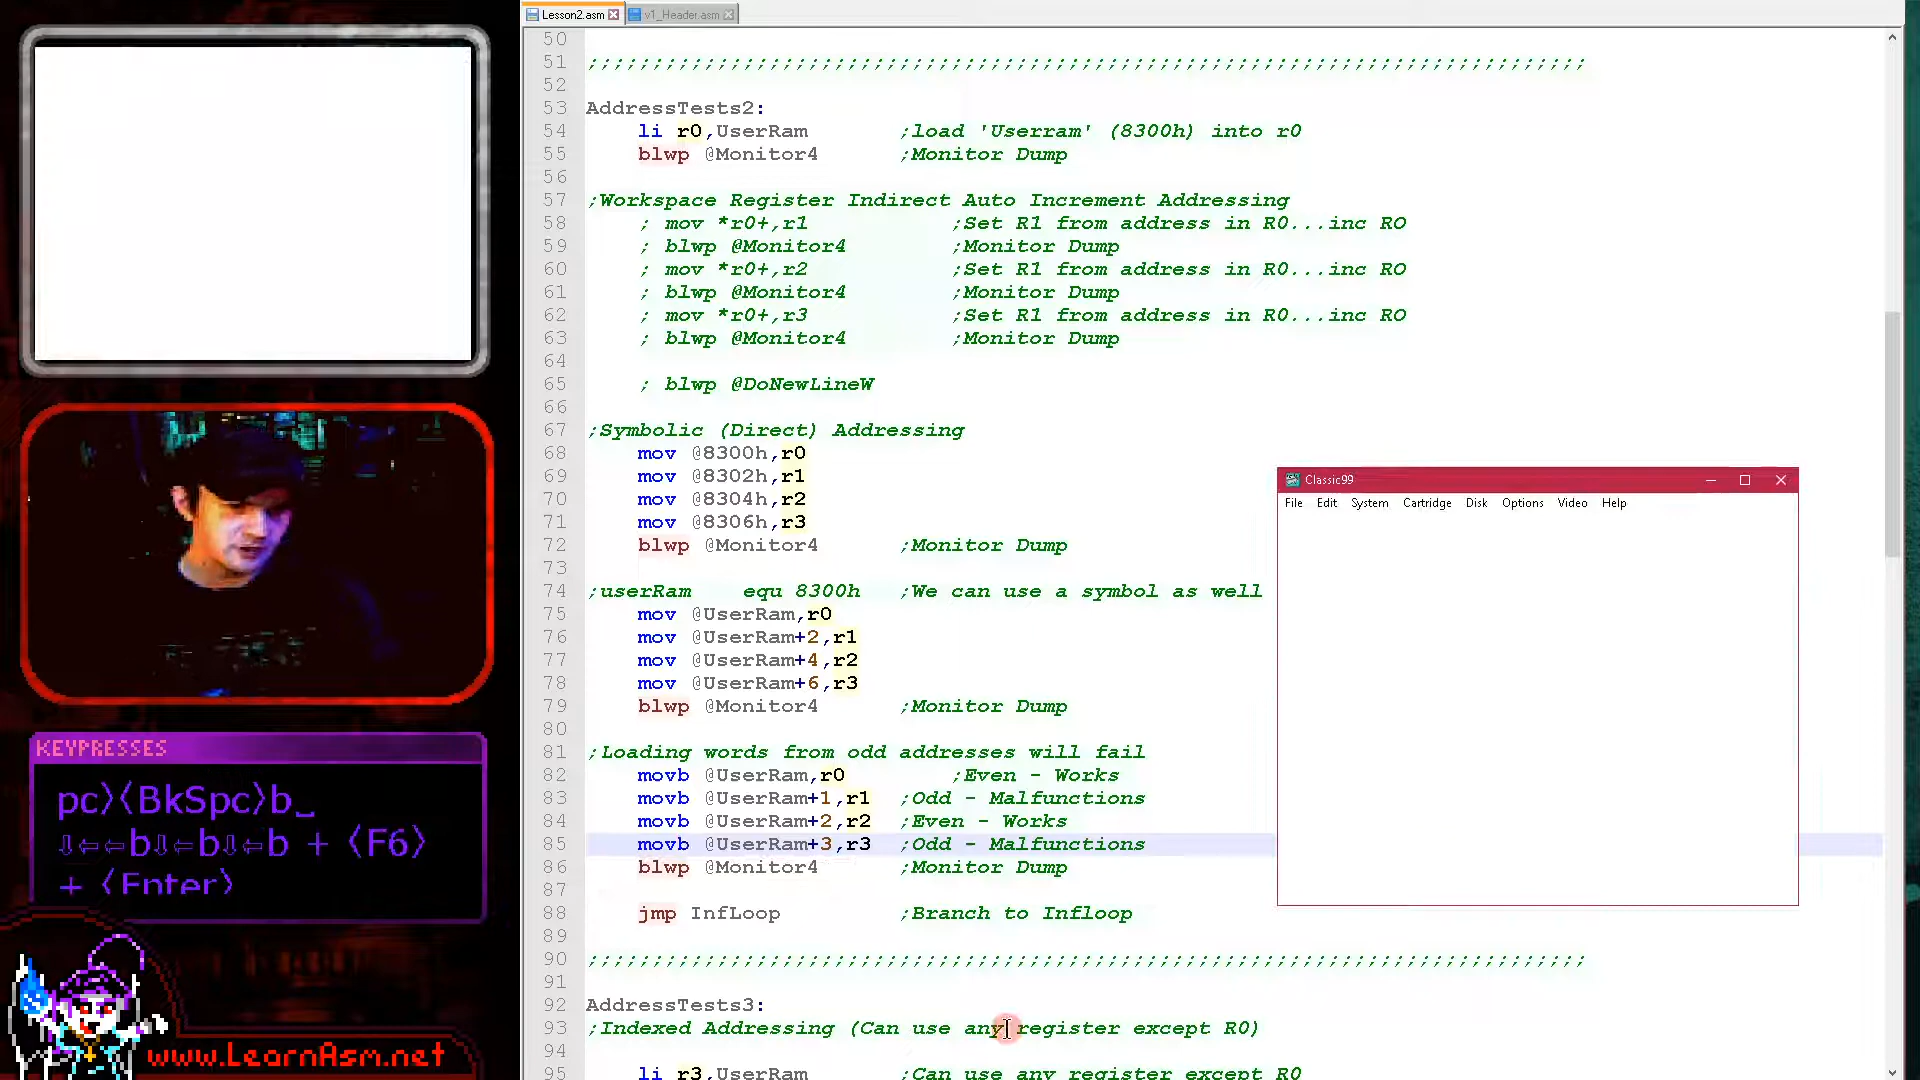 Lesson2.asm
v1_Header.asm
50
51 ;;;;;;;;;;;;;;;;;;;;;;;;;;;;;;;;;;;;;;;;;;;;;;;;;;;;;;;;;;;;;;;;;;;;;;;;;;;;
52
53 AddressTests2:
54 li r0,UserRam ;load 'Userram' (8300h) into r0
55 blwp @Monitor4 ;Monitor Dump
56
57 ;Workspace Register Indirect Auto Increment Addressing
58 ; mov *r0+,r1 ;Set R1 from address in R0...inc RO
59 ; blwp @Monitor4 ;Monitor Dump
60 ; mov *r0+,r2 ;Set R1 from address in R0...inc RO
61 ; blwp @Monitor4 ;Monitor Dump
62 ; mov *r0+,r3 ;Set R1 from address in R0...inc RO
63 ; blwp @Monitor4 ;Monitor Dump
64
65 ; blwp @DoNewLineW
66
67 ;Symbolic (Direct) Addressing
68 mov @8300h,r0
69 mov @8302h,r1
70 mov @8304h,r2
71 mov @8306h,r3
72 blwp @Monitor4 ;Monitor Dump
73
74 ;userRam equ 8300h ;We can use a symbol as well
75 mov @UserRam,r0
76 mov @UserRam+2,r1
77 mov @UserRam+4,r2
78 mov @UserRam+6,r3
79 blwp @Monitor4 ;Monitor Dump
80
81 ;Loading words from odd addresses will fail
82 movb @UserRam,r0 ;Even - Works
83 movb @UserRam+1,r1 ;Odd - Malfunctions
84 movb @UserRam+2,r2 ;Even - Works
85 movb @UserRam+3,r3 ;Odd - Malfunctions
86 blwp @Monitor4 ;Monitor Dump
87
88 jmp InfLoop ;Branch to Infloop
89
90 ;;;;;;;;;;;;;;;;;;;;;;;;;;;;;;;;;;;;;;;;;;;;;;;;;;;;;;;;;;;;;;;;;;;;;;;;;;;;
91
92 AddressTests3:
93 ;Indexed Addressing (Can use any register except R0)
94
95 li r3,UserRam ;Can use any register except R0
Classic99
File Edit System Cartridge Disk Options Video Help
KEYPRESSES
pc⟩⟨BkSpc⟩b_
⇩⇦⇦b⇩⇦b⇩⇦b + ⟨F6⟩
+ ⟨Enter⟩
www.LearnAsm.net